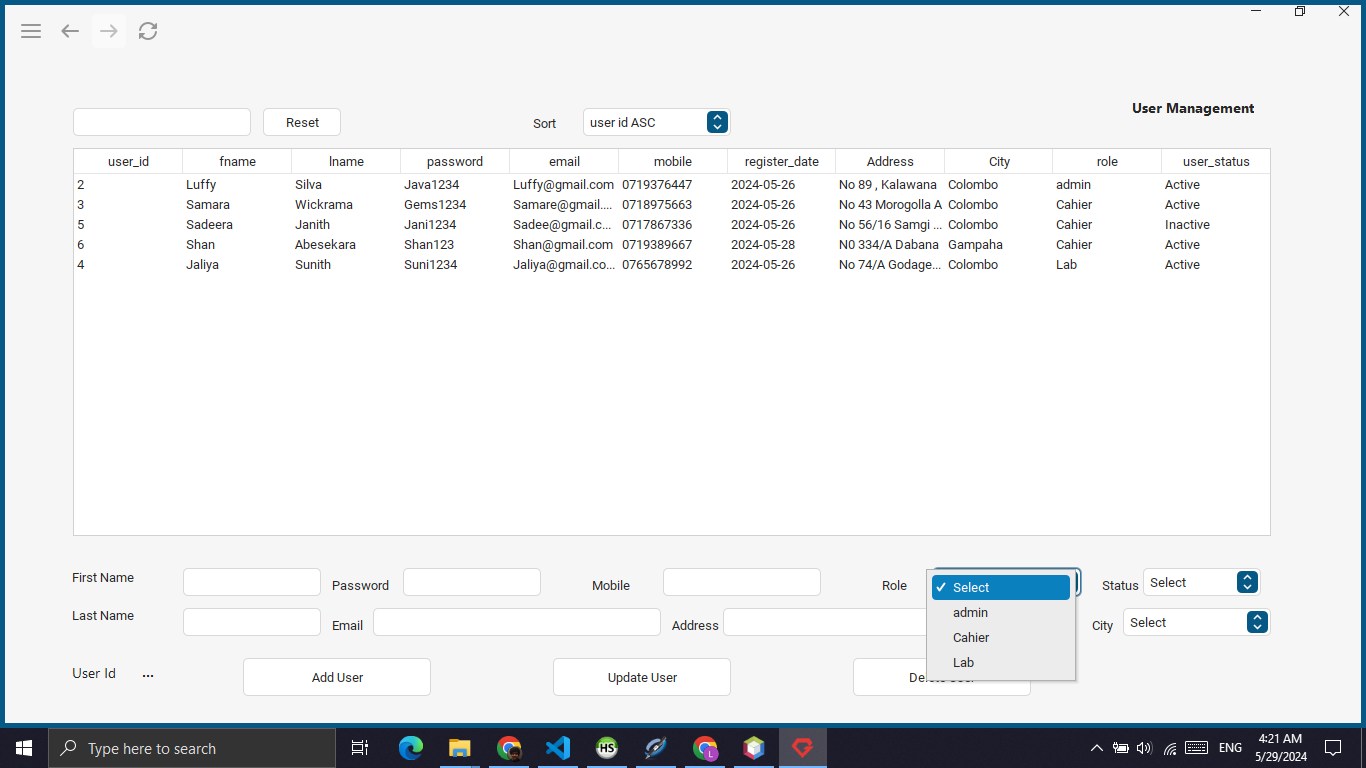 User Management
Reset Sort user id ASC
user_id fname lname password email mobile register_date Address City role user_status
2 Luffy Silva Java1234 Luffy@gmail.com 0719376447 2024-05-26 No 89 , Kalawana Colombo admin Active
3 Samara Wickrama Gems1234 Samare@gmail.... 0718975663 2024-05-26 No 43 Morogolla A Colombo Cahier Active
5 Sadeera Janith Jani1234 Sadee@gmail.c... 0717867336 2024-05-26 No 56/16 Samgi ... Colombo Cahier Inactive
6 Shan Abesekara Shan123 Shan@gmail.com 0719389667 2024-05-28 N0 334/A Dabana Gampaha Cahier Active
4 Jaliya Sunith Suni1234 Jaliya@gmail.co... 0765678992 2024-05-26 No 74/A Godage... Colombo Lab Active
First Name Password Mobile Role Status Select
Select
admin
Cahier
Lab
Last Name Email Address City Select
User Id ... Add User Update User
Type here to search HS L ENG 4:21 AM
5/29/2024